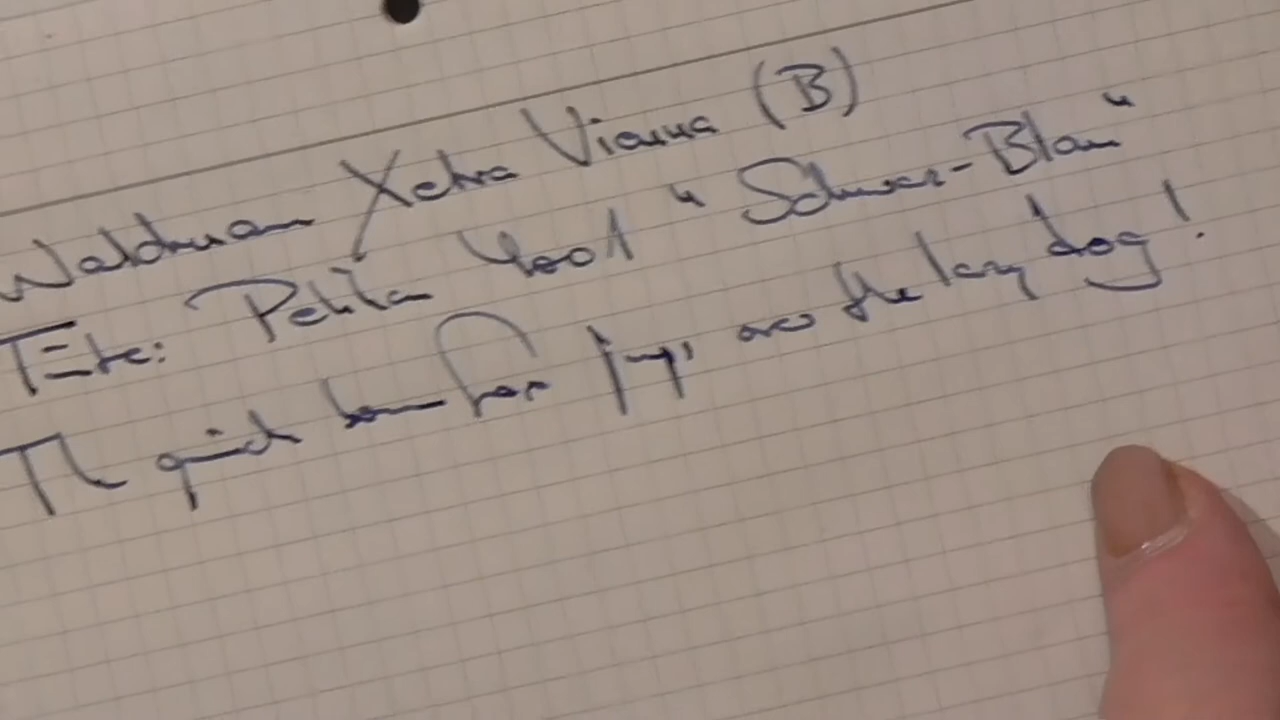 Waldmann Xetra Vienna (B)
Tinte: Pelikan 4001 "Schwarz-Blau"
The quick brown fox jumps over the lazy dog!